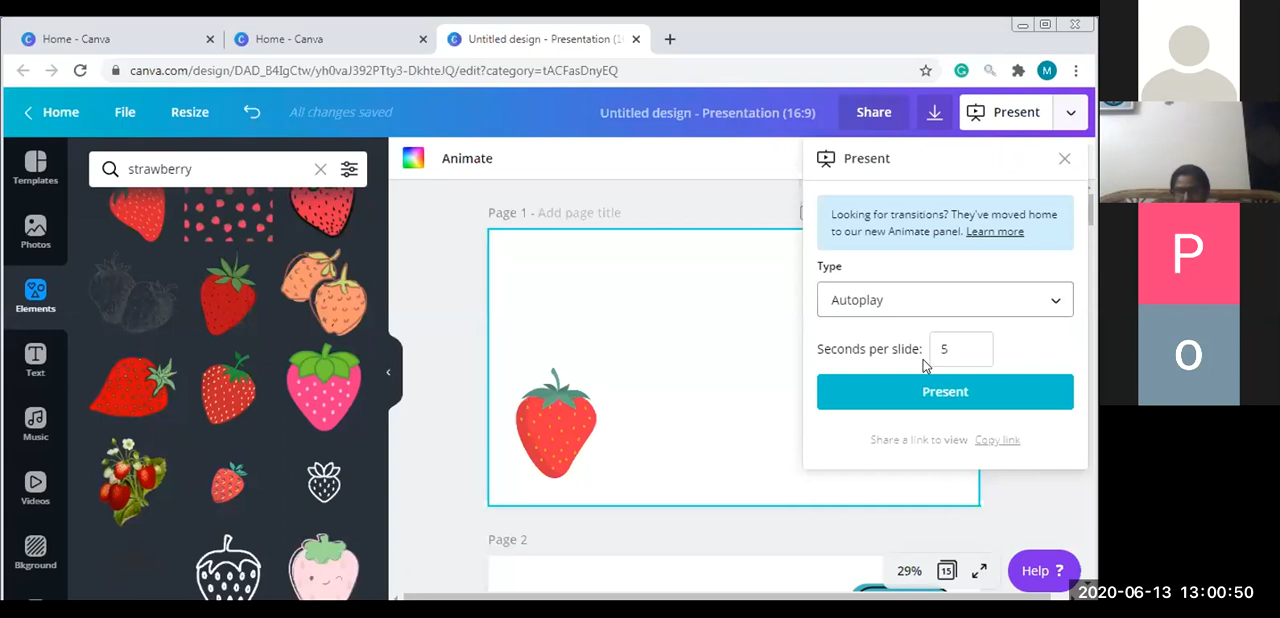 Home - Canva
Home - Canva
Untitled design - Presentation (1
canva.com/design/DAD_B4IgCtw/yh0vaJ392PTty3-DkhteJQ/edit?category=tACFasDnyEQ
M
Home
File
Resize
All changes saved
Untitled design - Presentation (16:9)
Share
Present
Templates
Photos
Elements
Text
Music
Videos
Bkground
strawberry
Animate
Page 1 - Add page title
Present
Looking for transitions? They've moved home
to our new Animate panel. Learn more
Type
Autoplay
Seconds per slide: 5
Present
Share a link to view Copy link
Page 2
29%
15
Help ?
P
O
2020-06-13 13:00:50